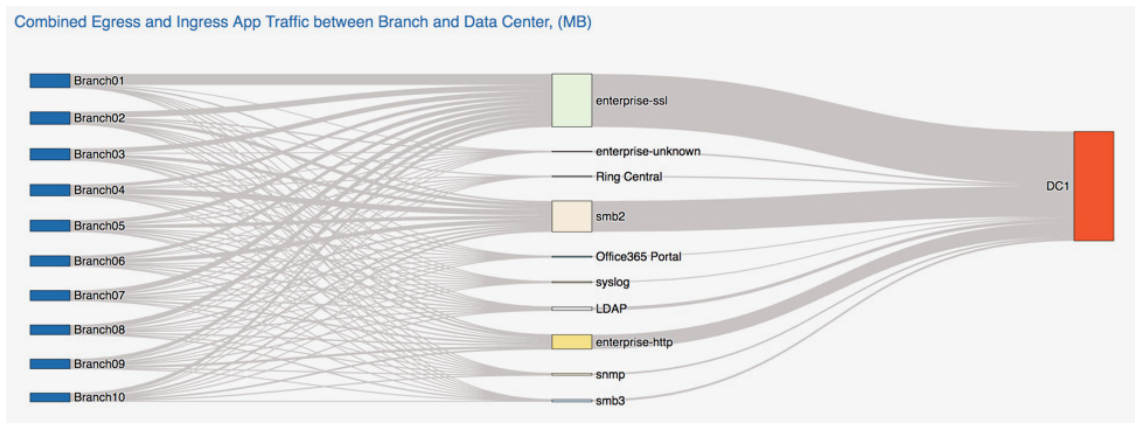 Combined Egress and Ingress App Traffic between Branch and Data Center, (MB)
Branch01
Branch02
Branch03
Branch04
Branch05
Branch06
Branch07
Branch08
Branch09
Branch10
enterprise-ssl
enterprise-unknown
Ring Central
smb2
Office365 Portal
syslog
LDAP
enterprise-http
snmp
smb3
DC1